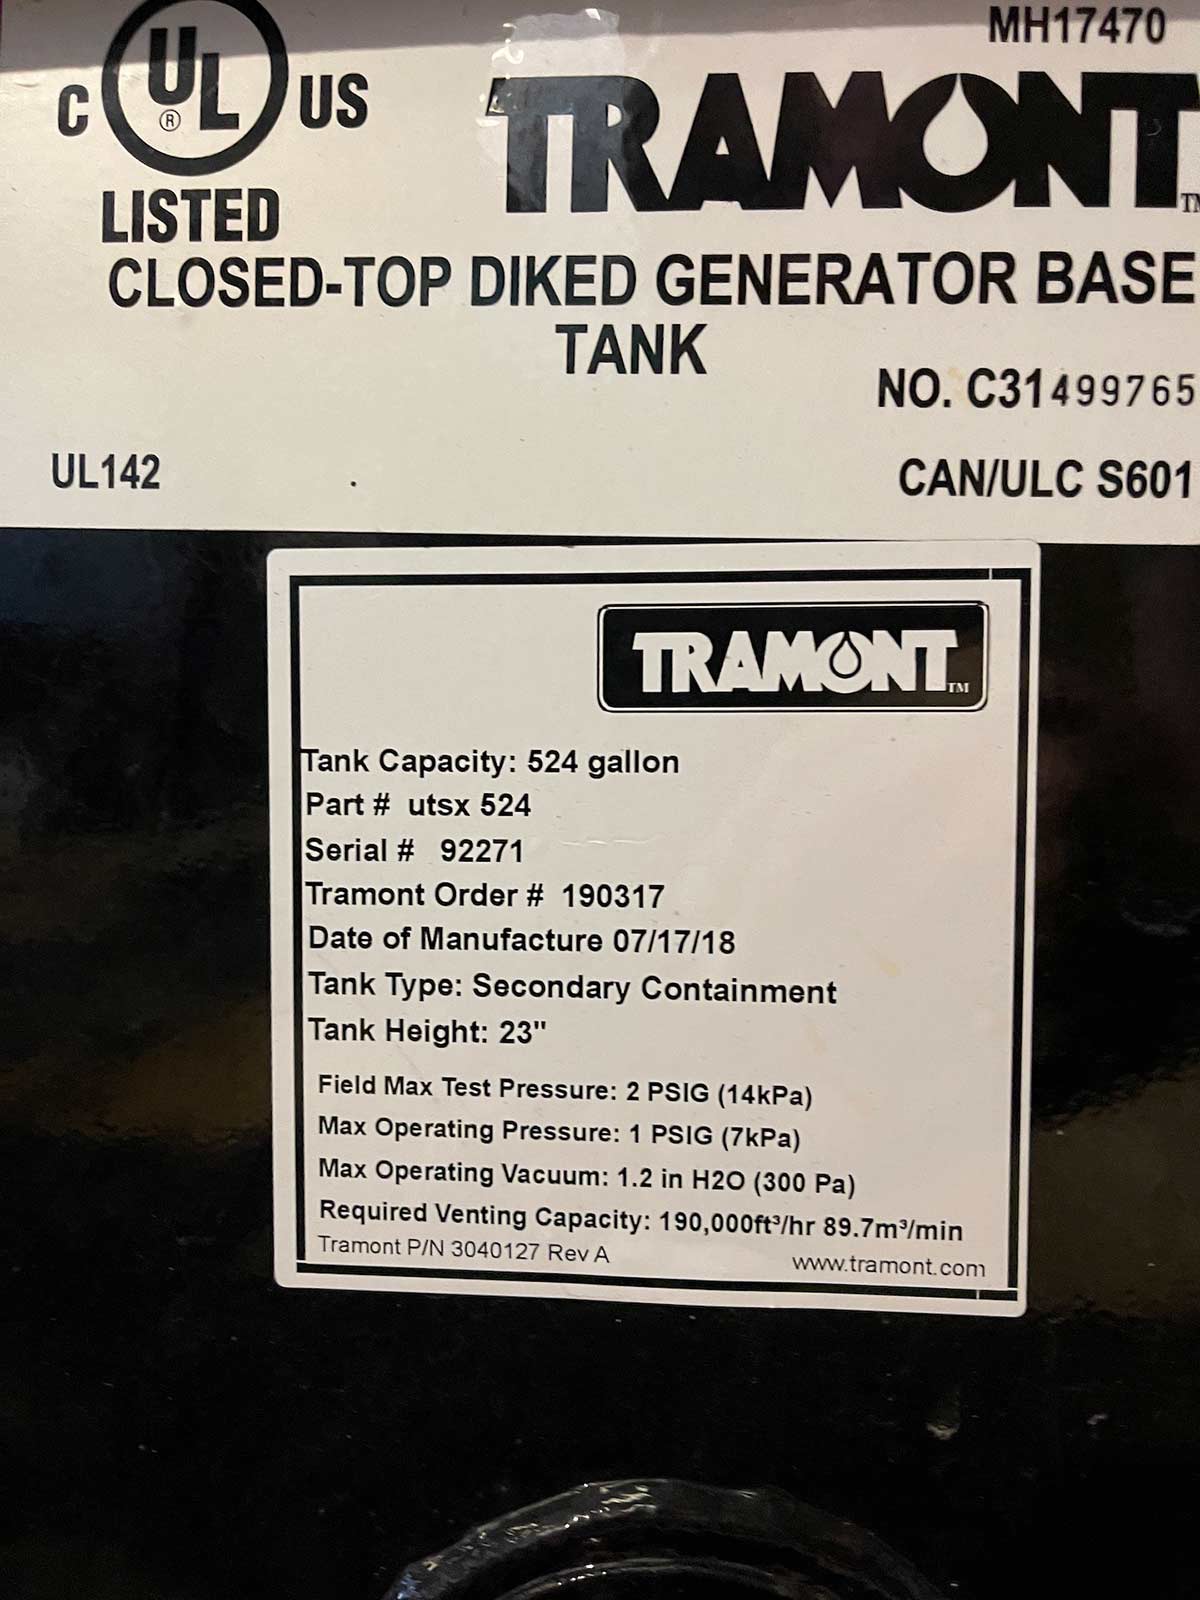 MH17470
C UL ® US
TRAMONT TM
LISTED
CLOSED-TOP DIKED GENERATOR BASE
TANK
NO. C31499765
UL142
CAN/ULC S601
TRAMONT TM
Tank Capacity: 524 gallon
Part # utsx 524
Serial # 92271
Tramont Order # 190317
Date of Manufacture 07/17/18
Tank Type: Secondary Containment
Tank Height: 23"
Field Max Test Pressure: 2 PSIG (14kPa)
Max Operating Pressure: 1 PSIG (7kPa)
Max Operating Vacuum: 1.2 in H2O (300 Pa)
Required Venting Capacity: 190,000ft³/hr 89.7m³/min
Tramont P/N 3040127 Rev A
www.tramont.com